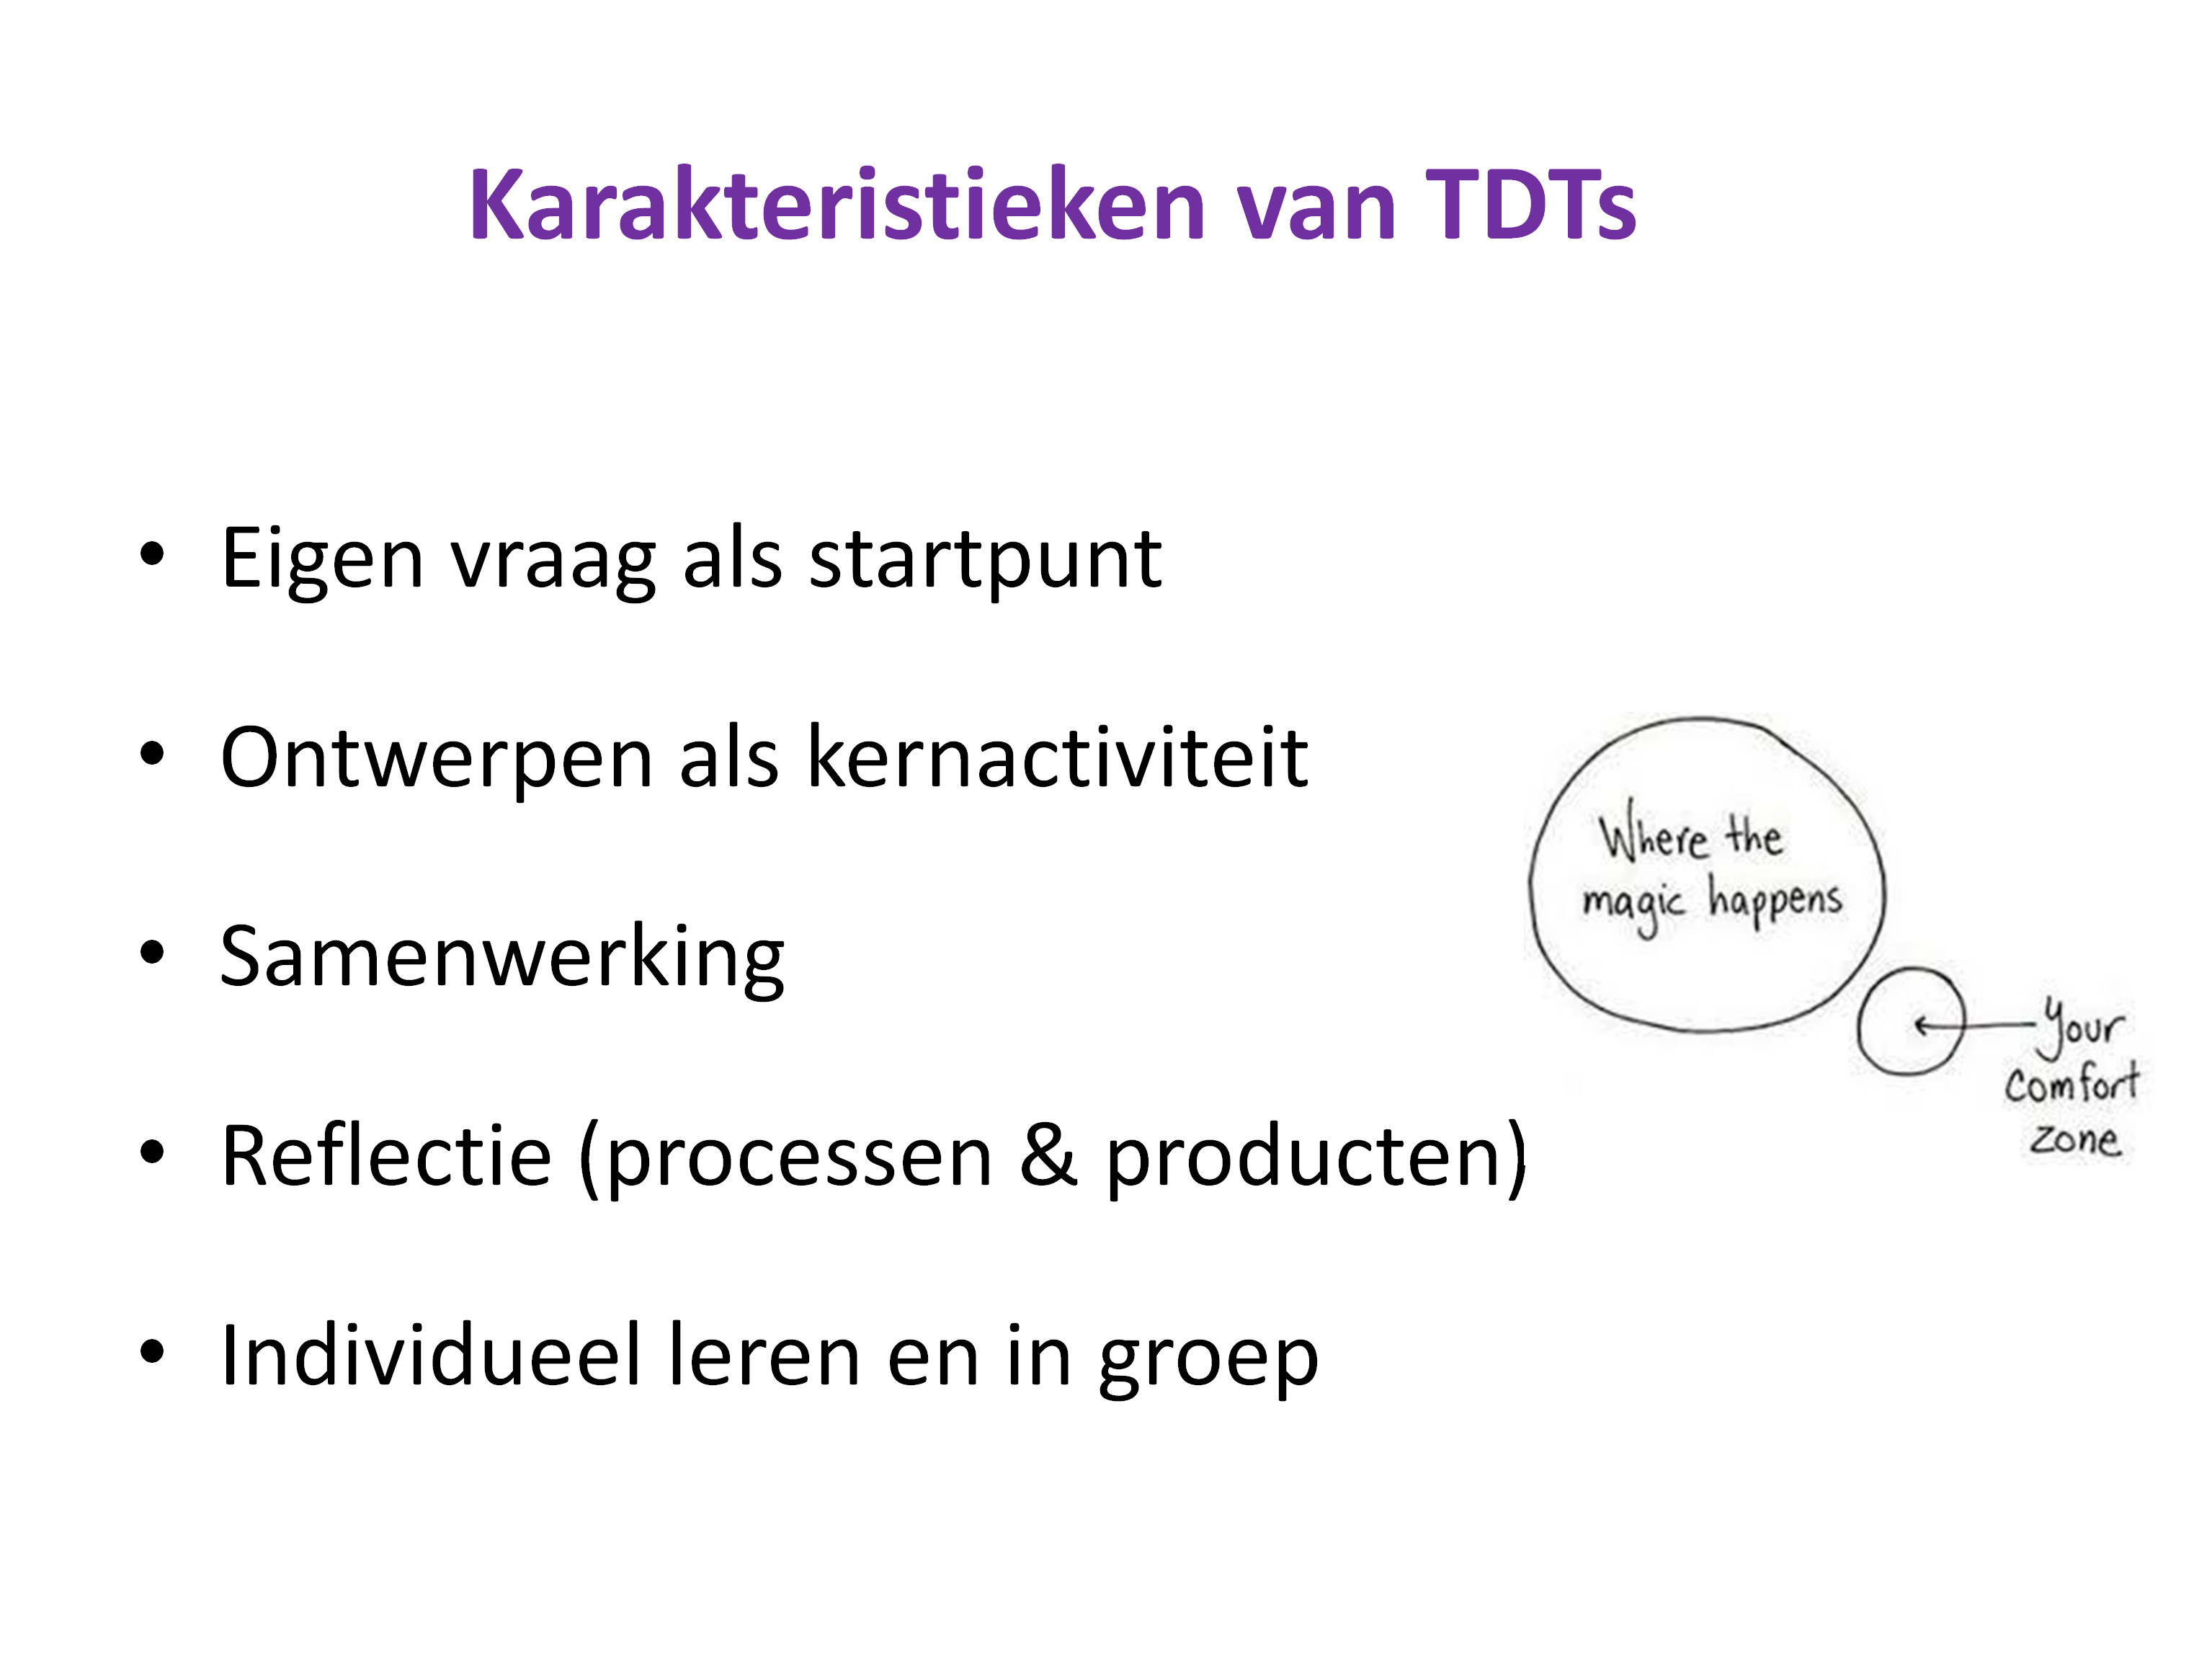 Karakteristieken van TDTs
• Eigen vraag als startpunt
• Ontwerpen als kernactiviteit
• Samenwerking
• Reflectie (processen & producten)
• Individueel leren en in groep
Where the
magic happens
Your
comfort
zone